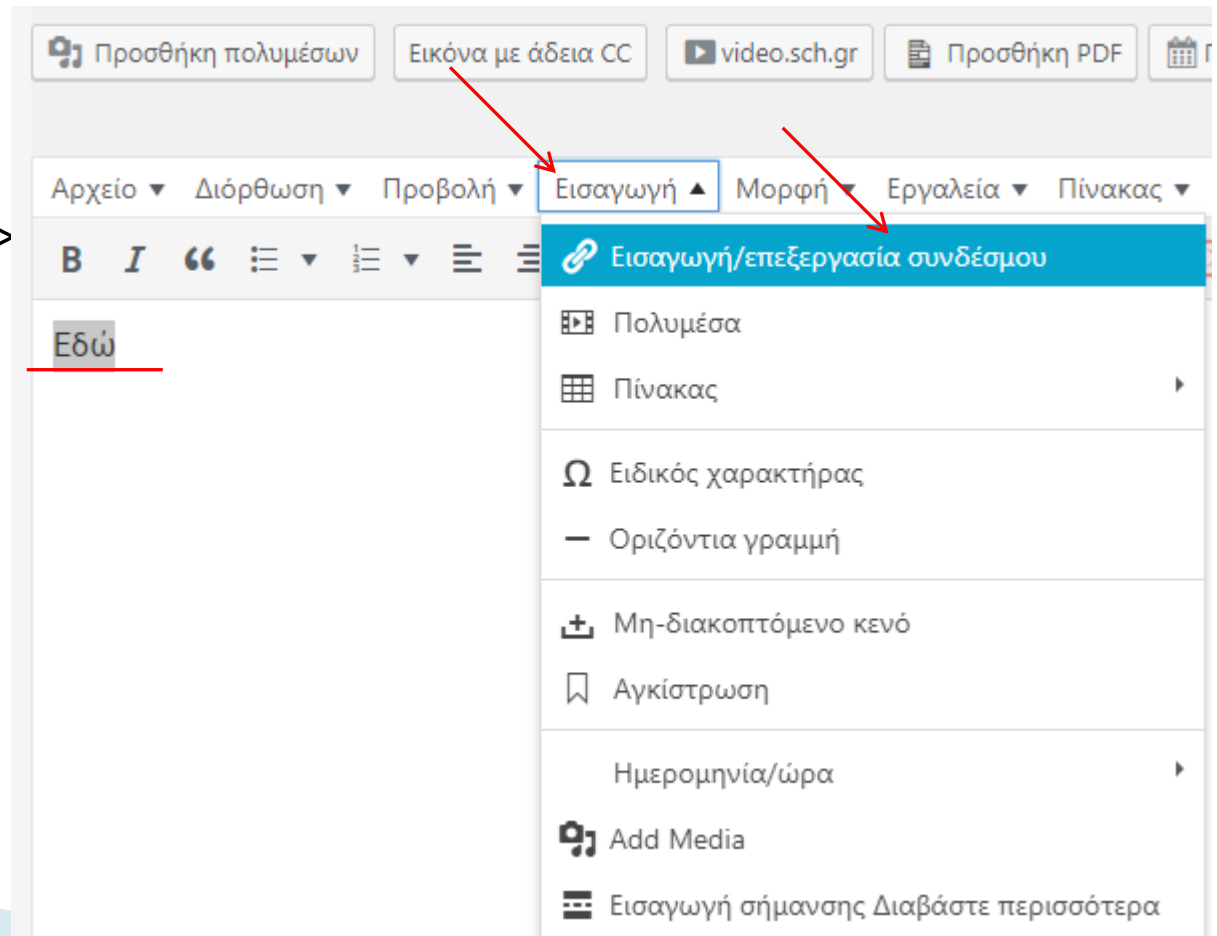 Προσθήκη πολυμέσων Εικόνα με άδεια CC video.sch.gr Προσθήκη PDF
Αρχείο Διόρθωση Προβολή Εισαγωγή Μορφή Εργαλεία Πίνακας
>
B I “
Εισαγωγή/επεξεργασία συνδέσμου
Εδώ
Πολυμέσα
Πίνακας
Ω Ειδικός χαρακτήρας
Οριζόντια γραμμή
Μη-διακοπτόμενο κενό
Αγκίστρωση
Ημερομηνία/ώρα
Add Media
Εισαγωγή σήμανσης Διαβάστε περισσότερα